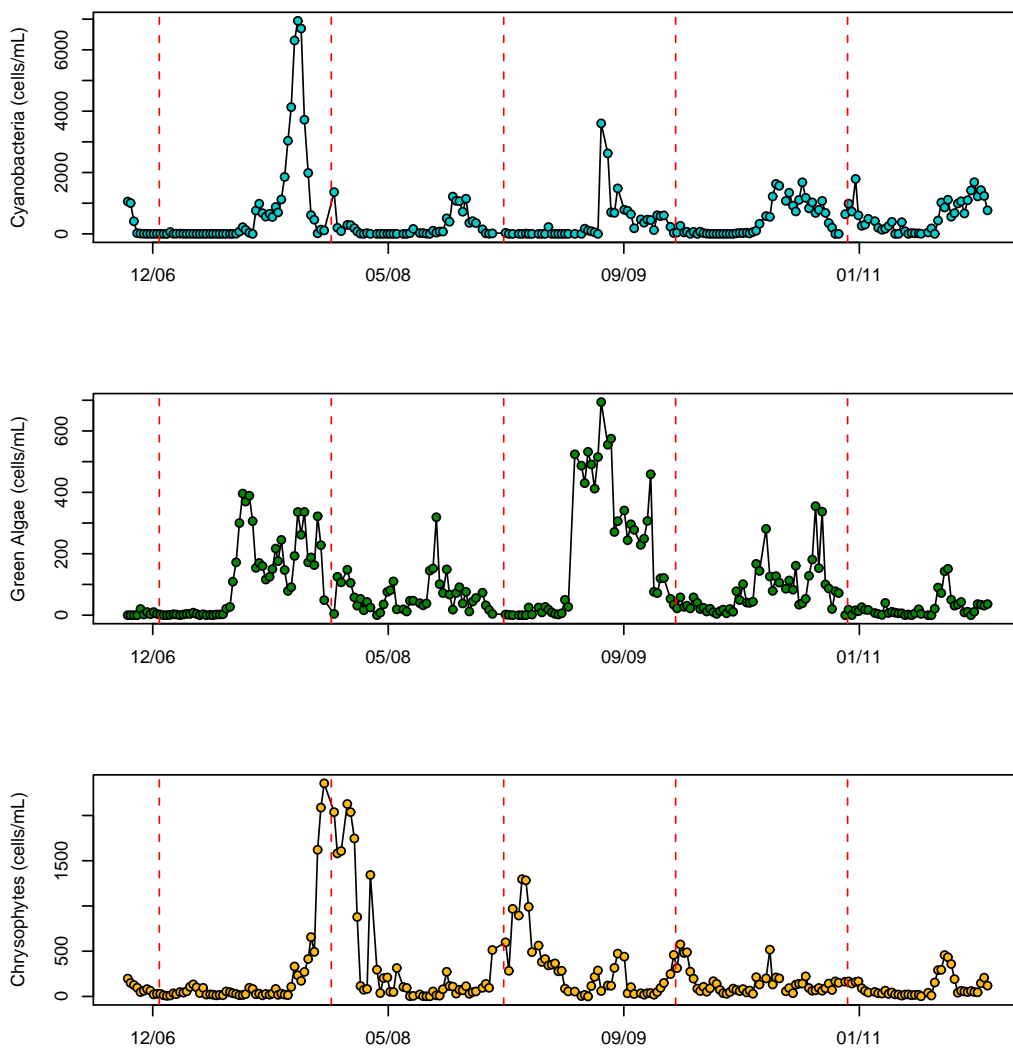 Cyanobacteria (cells/mL)
6000
4000
2000
0
12/06 05/08 09/09 01/11
Green Algae (cells/mL)
600
400
200
0
12/06 05/08 09/09 01/11
Chrysophytes (cells/mL)
1500
500
0
12/06 05/08 09/09 01/11